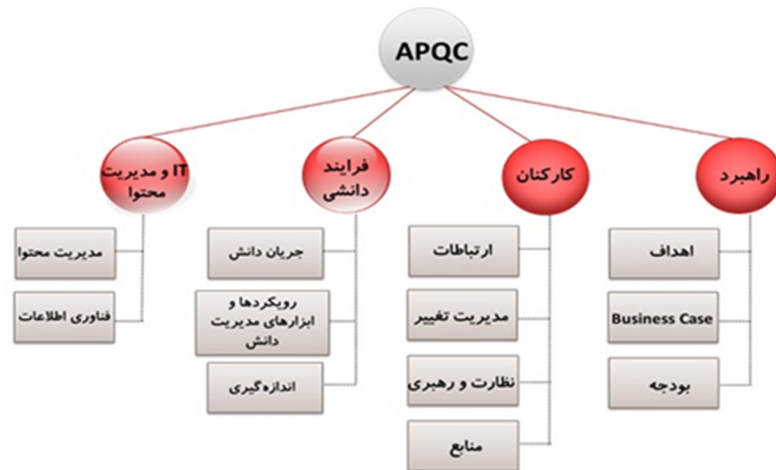 APQC
راهبرد
کارکنان
فرایند
دانشی
IT و مدیریت
محتوا
اهداف
Business Case
بودجه
ارتباطات
مدیریت تغییر
نظارت و رهبری
منابع
جریان دانش
رویکردها و
ابزارهای مدیریت
دانش
اندازه‌گیری
مدیریت محتوا
فناوری اطلاعات